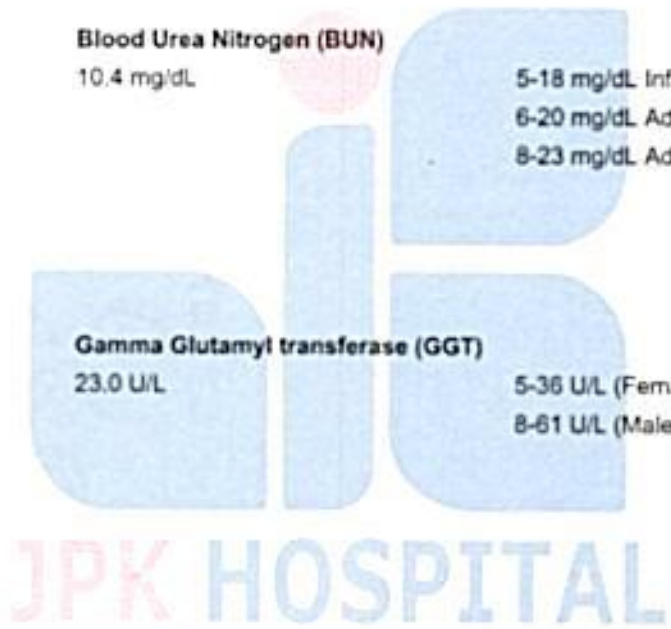 Blood Urea Nitrogen (BUN)
10.4 mg/dL
5-18 mg/dL Inf
6-20 mg/dL Ad
8-23 mg/dL Ad
Gamma Glutamyl transferase (GGT)
23.0 U/L
5-36 U/L (Fem
8-61 U/L (Male
JPK HOSPITAL